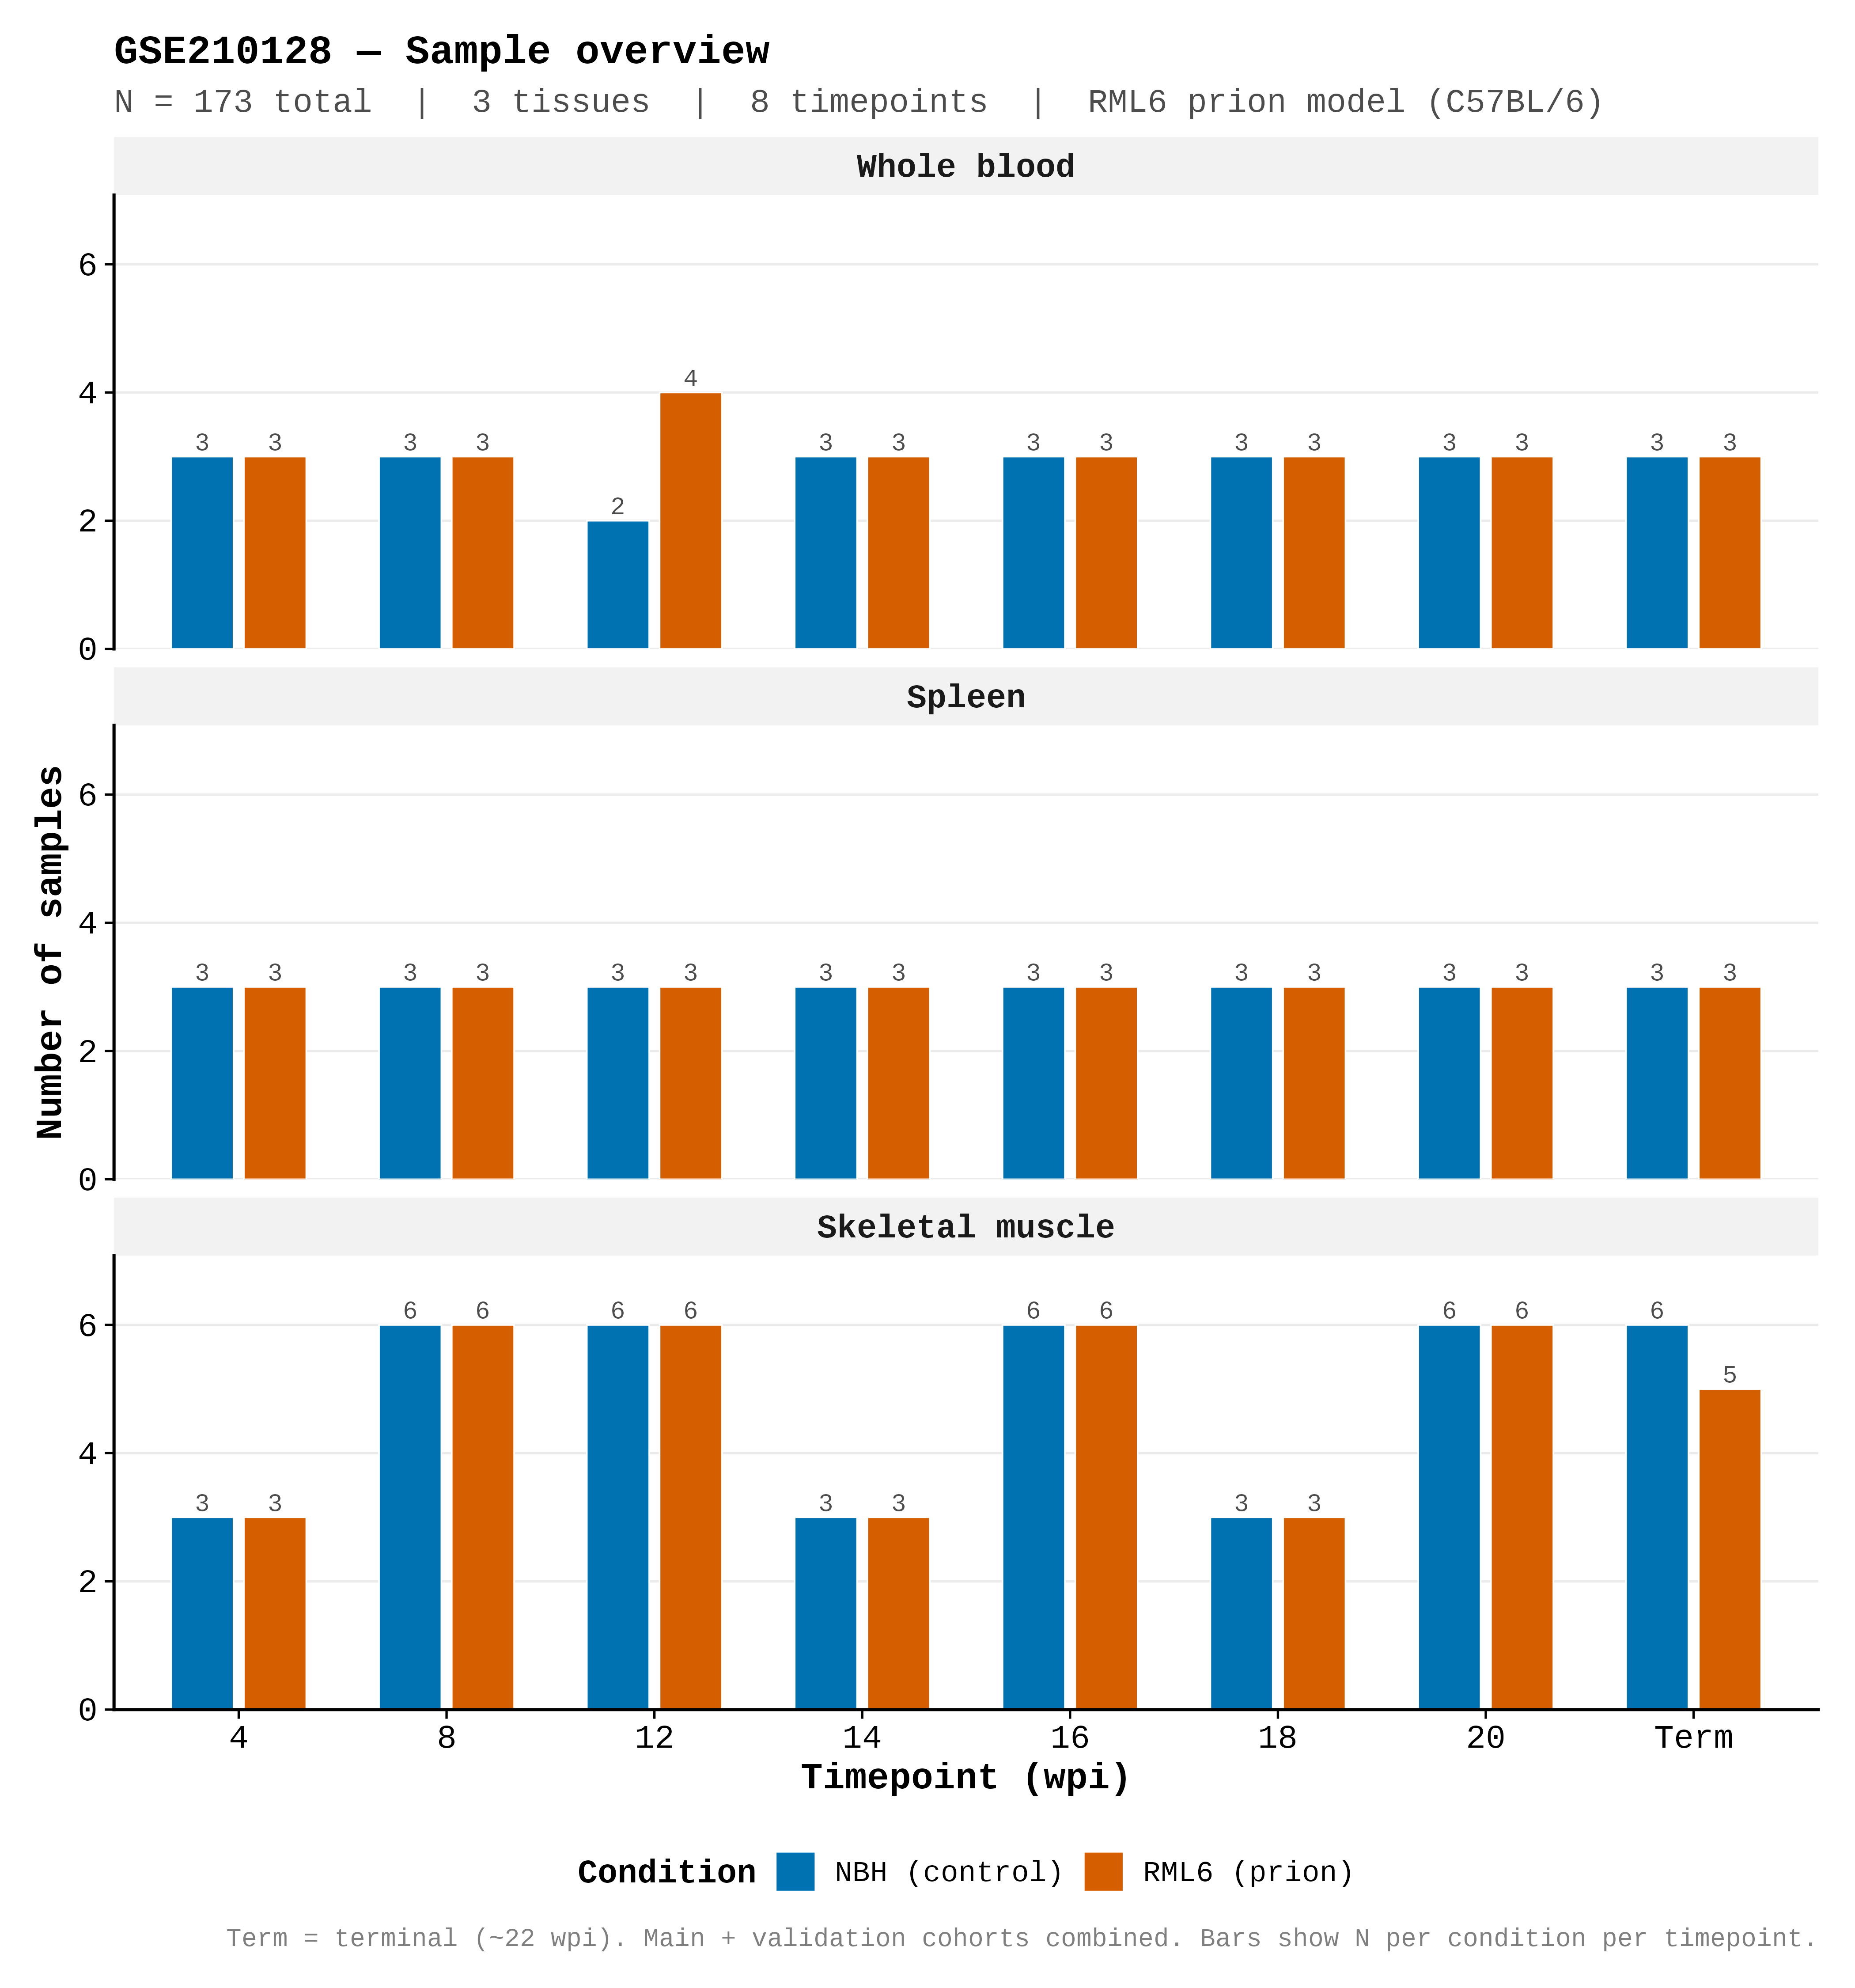 GSE210128 — Sample overview
N = 173 total | 3 tissues | 8 timepoints | RML6 prion model (C57BL/6)
Whole blood
6
4
2
0
3 3 3 3 2 4 3 3 3 3 3 3 3 3 3 3
Spleen
Number of samples
6
4
2
0
3 3 3 3 3 3 3 3 3 3 3 3 3 3 3 3
Skeletal muscle
6
4
2
0
3 3 6 6 6 6 3 3 6 6 3 3 6 6 6 5
4 8 12 14 16 18 20 Term
Timepoint (wpi)
Condition NBH (control) RML6 (prion)
Term = terminal (~22 wpi). Main + validation cohorts combined. Bars show N per condition per timepoint.